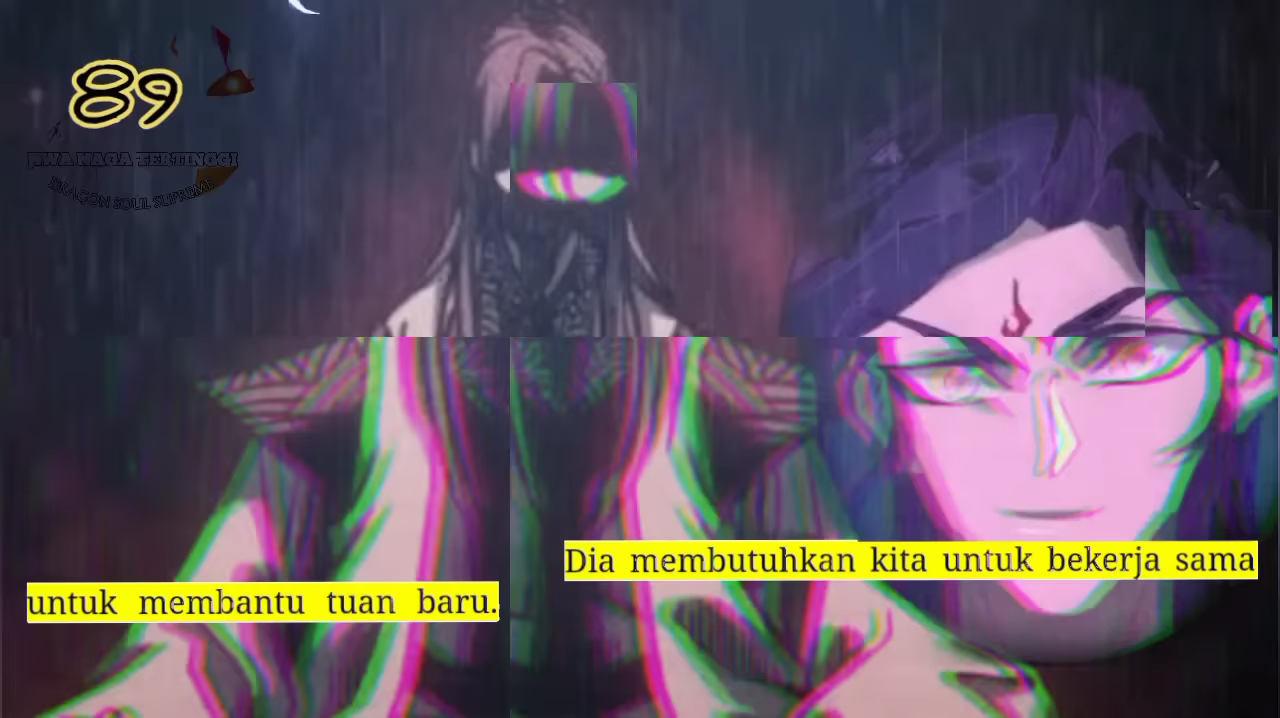 89
JIWA NAGA TERTINGGI
DRAGON SOUL SUPREME
Dia membutuhkan kita untuk bekerja sama
untuk membantu tuan baru.